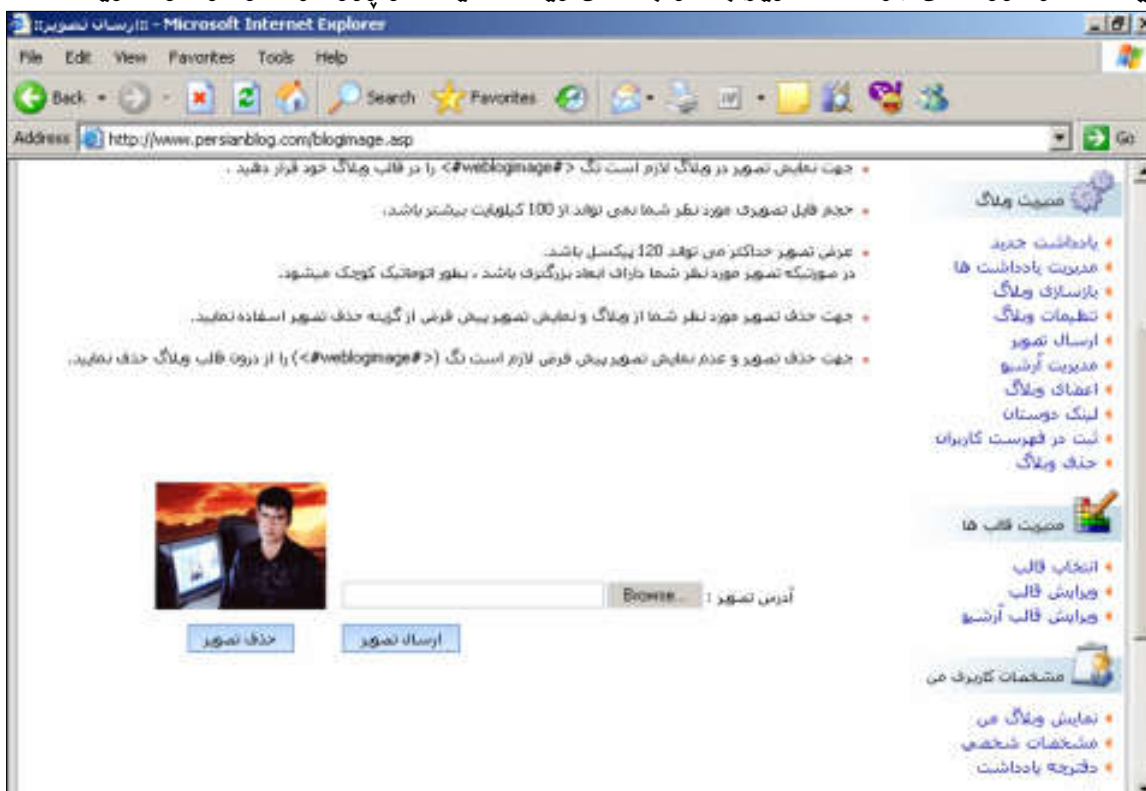 ::ارسال تصویر:: - Microsoft Internet Explorer
File Edit View Favorites Tools Help
Back Search Favorites
Address http://www.persianblog.com/blogimage.asp Go
جهت نمایش تصویر در وبلاگ لازم است تگ <#weblogimage#> را در قالب وبلاگ خود قرار دهید .
حجم فایل تصویری مورد نظر شما نمی تواند از 100 کیلوبایت بیشتر باشد.
عرض تصویر حداکثر می تواند 120 پیکسل باشد.
در صورتیکه تصویر مورد نظر شما دارای ابعاد بزرگتری باشد ، بطور اتوماتیک کوچک میشود.
جهت حذف تصویر مورد نظر شما از وبلاگ و نمایش تصویر پیش فرض از گزینه حذف تصویر استفاده نمایید.
جهت حذف تصویر و عدم نمایش تصویر پیش فرض لازم است تگ (<#weblogimage#>) را از درون قالب وبلاگ حذف نمایید.
آدرس تصویر : Browse...
ارسال تصویر
حذف تصویر
مدیریت وبلاگ
یادداشت جدید
مدیریت یادداشت ها
بازسازی وبلاگ
تنظیمات وبلاگ
ارسال تصویر
مدیریت آرشیو
اعضای وبلاگ
لینک دوستان
ثبت در فهرست کاربران
حذف وبلاگ
مدیریت قالب ها
انتخاب قالب
ویرایش قالب
ویرایش قالب آرشیو
مشخصات کاربری من
نمایش وبلاگ من
مشخصات شخصی
دفترچه یادداشت